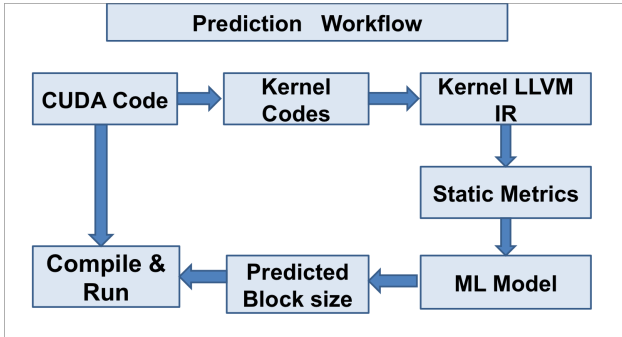 Prediction Workflow
CUDA Code
Kernel
Codes
Kernel LLVM
IR
Static Metrics
Compile &
Run
Predicted
Block size
ML Model